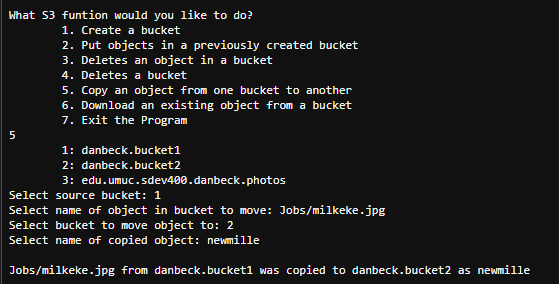 What S3 funtion would you like to do?
1. Create a bucket
2. Put objects in a previously created bucket
3. Deletes an object in a bucket
4. Deletes a bucket
5. Copy an object from one bucket to another
6. Download an existing object from a bucket
7. Exit the Program
5
1: danbeck.bucket1
2: danbeck.bucket2
3: edu.umuc.sdev400.danbeck.photos
Select source bucket: 1
Select name of object in bucket to move: Jobs/milkeke.jpg
Select bucket to move object to: 2
Select name of copied object: newmille
Jobs/milkeke.jpg from danbeck.bucket1 was copied to danbeck.bucket2 as newmille